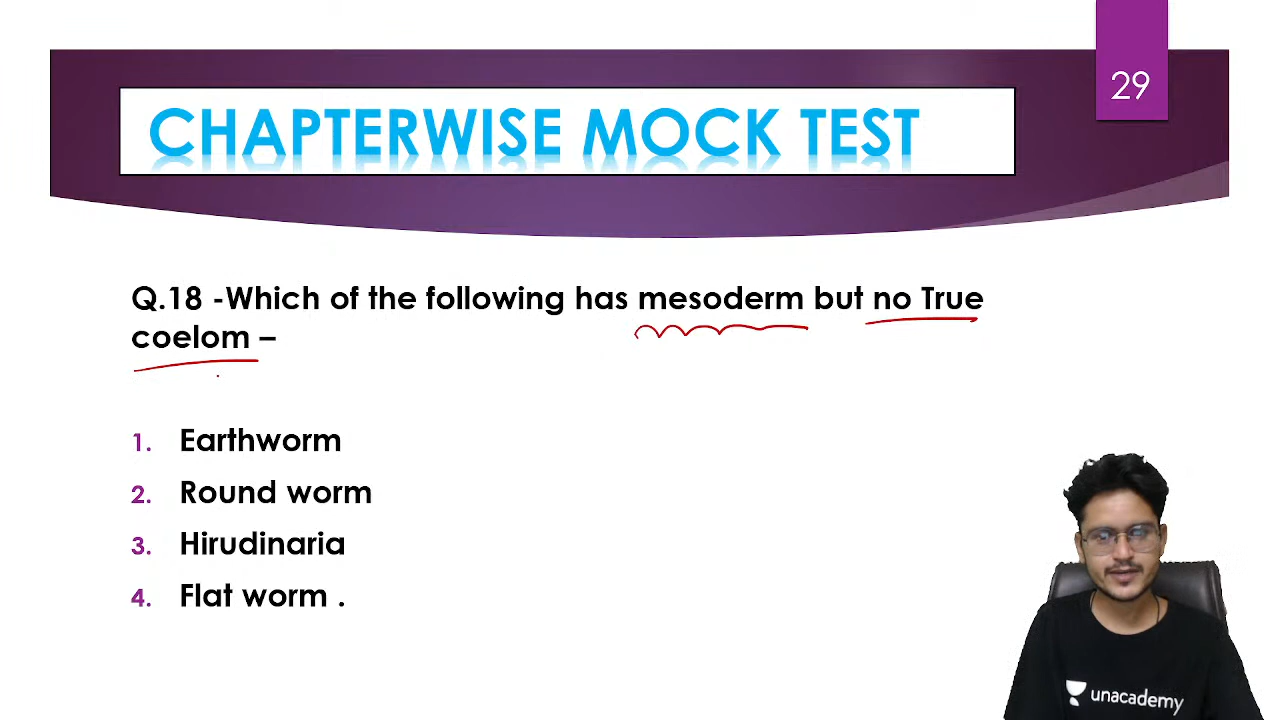 29
CHAPTERWISE MOCK TEST
Q.18 -Which of the following has mesoderm but no True
coelom –
1. Earthworm
2. Round worm
3. Hirudinaria
4. Flat worm .
unacademy